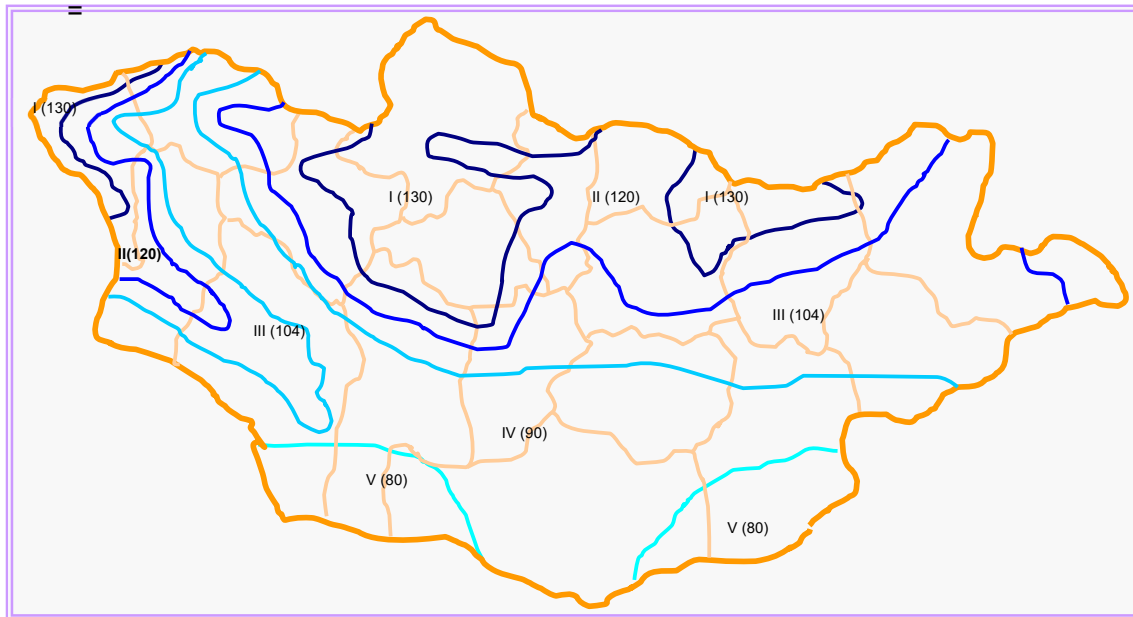 =
I (130)
I (130)
II (120)
I (130)
II(120)
III (104)
III (104)
IV (90)
V (80)
V (80)